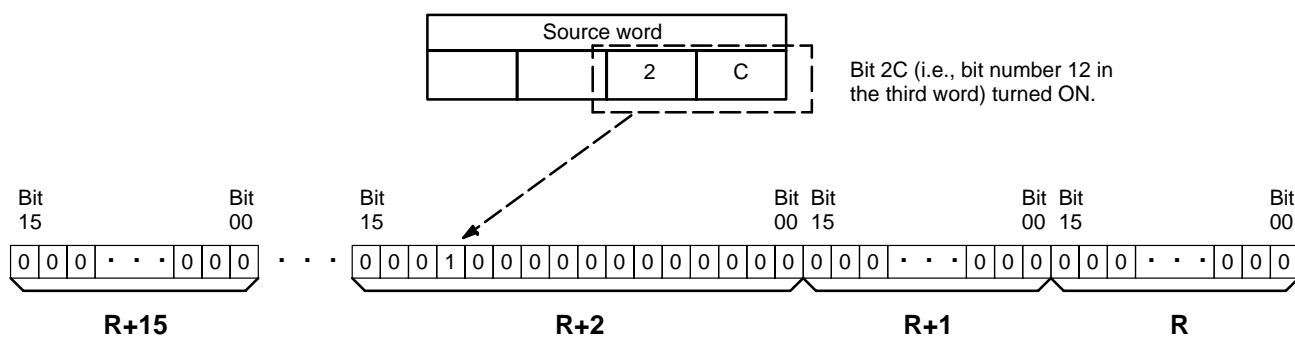 Source word
2 C
Bit 2C (i.e., bit number 12 in
the third word) turned ON.
Bit Bit Bit Bit Bit Bit Bit Bit
15 00 15 00 15 00 15 00
0 0 0 · · · 0 0 0 · · · 0 0 0 1 0 0 0 0 0 0 0 0 0 0 0 0 0 0 0 · · · 0 0 0 0 0 0 · · · 0 0 0
R+15 R+2 R+1 R